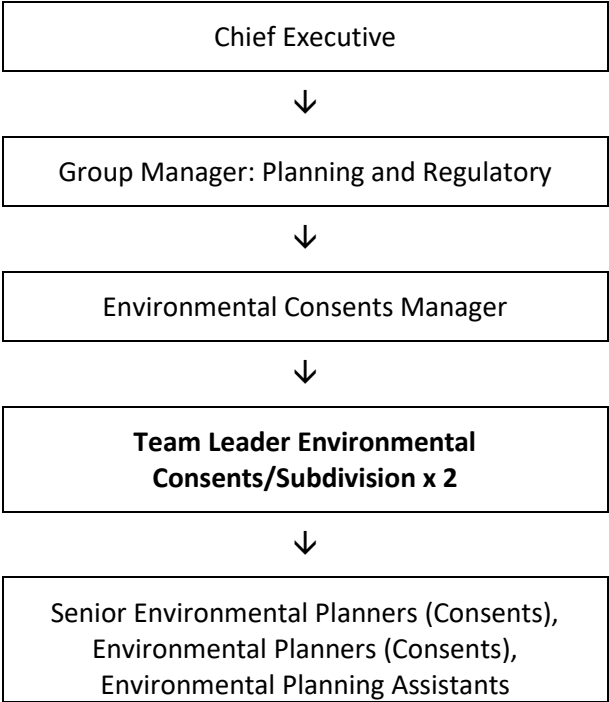 Chief Executive
↓
Group Manager: Planning and Regulatory
↓
Environmental Consents Manager
↓
Team Leader Environmental
Consents/Subdivision x 2
↓
Senior Environmental Planners (Consents),
Environmental Planners (Consents),
Environmental Planning Assistants